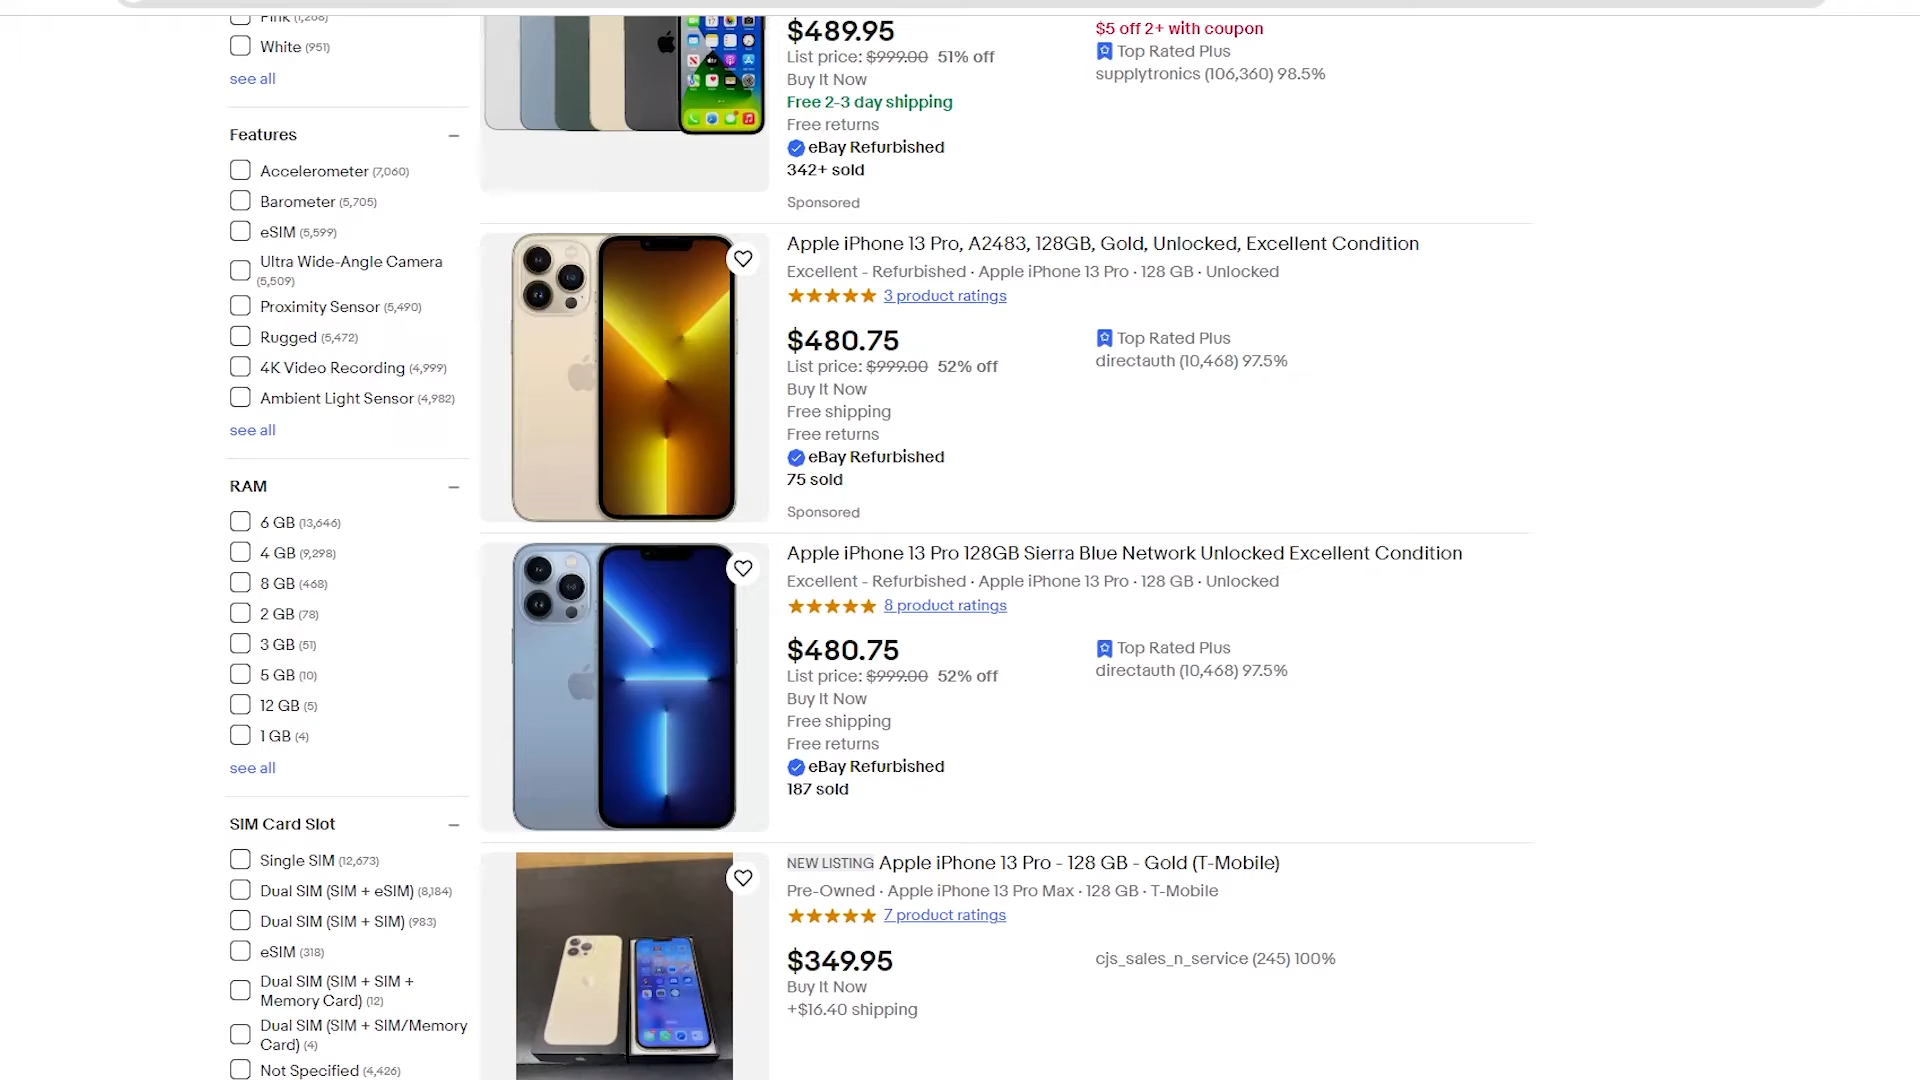 Pink (1,268)
White (951)
see all
Features
Accelerometer (7,060)
Barometer (5,705)
eSIM (5,599)
Ultra Wide-Angle Camera
(5,509)
Proximity Sensor (5,490)
Rugged (5,472)
4K Video Recording (4,999)
Ambient Light Sensor (4,982)
see all
RAM
6 GB (13,646)
4 GB (9,298)
8 GB (468)
2 GB (78)
3 GB (51)
5 GB (10)
12 GB (5)
1 GB (4)
see all
SIM Card Slot
Single SIM (12,673)
Dual SIM (SIM + eSIM) (8,184)
Dual SIM (SIM + SIM) (983)
eSIM (318)
Dual SIM (SIM + SIM +
Memory Card) (12)
Dual SIM (SIM + SIM/Memory
Card) (4)
Not Specified (4,426)
$489.95
List price: $999.00 51% off
Buy It Now
Free 2-3 day shipping
Free returns
eBay Refurbished
342+ sold
Sponsored
$5 off 2+ with coupon
Top Rated Plus
supplytronics (106,360) 98.5%
Apple iPhone 13 Pro, A2483, 128GB, Gold, Unlocked, Excellent Condition
Excellent - Refurbished · Apple iPhone 13 Pro · 128 GB · Unlocked
3 product ratings
$480.75
List price: $999.00 52% off
Buy It Now
Free shipping
Free returns
eBay Refurbished
75 sold
Sponsored
Top Rated Plus
directauth (10,468) 97.5%
Apple iPhone 13 Pro 128GB Sierra Blue Network Unlocked Excellent Condition
Excellent - Refurbished · Apple iPhone 13 Pro · 128 GB · Unlocked
8 product ratings
$480.75
List price: $999.00 52% off
Buy It Now
Free shipping
Free returns
eBay Refurbished
187 sold
Top Rated Plus
directauth (10,468) 97.5%
NEW LISTING Apple iPhone 13 Pro - 128 GB - Gold (T-Mobile)
Pre-Owned · Apple iPhone 13 Pro Max · 128 GB · T-Mobile
7 product ratings
$349.95
Buy It Now
+$16.40 shipping
cjs_sales_n_service (245) 100%